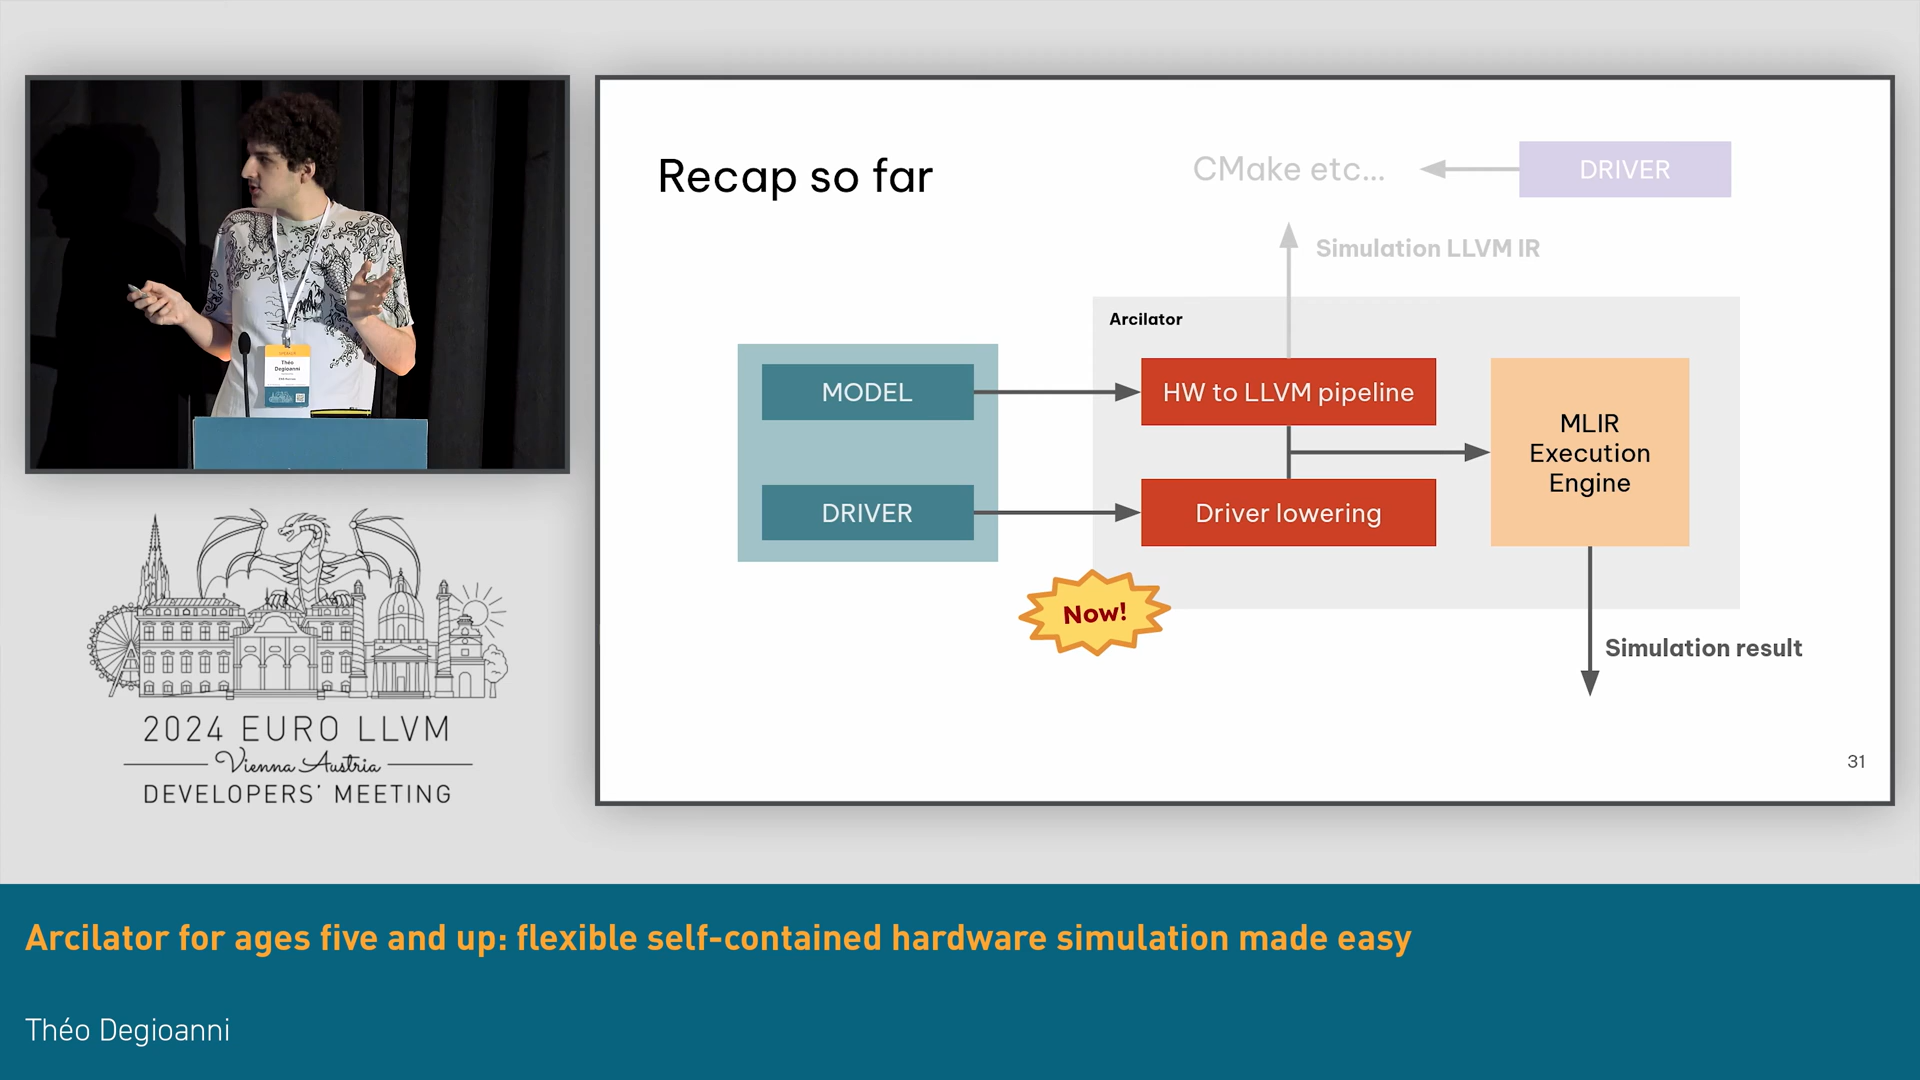 Théo
Degioanni
2024 EURO LLVM
Vienna Austria
DEVELOPERS' MEETING
Recap so far
CMake etc...
DRIVER
Simulation LLVM IR
Arcilator
MODEL
HW to LLVM pipeline
MLIR
Execution
Engine
DRIVER
Driver lowering
Now!
Simulation result
31
Arcilator for ages five and up: flexible self-contained hardware simulation made easy
Théo Degioanni